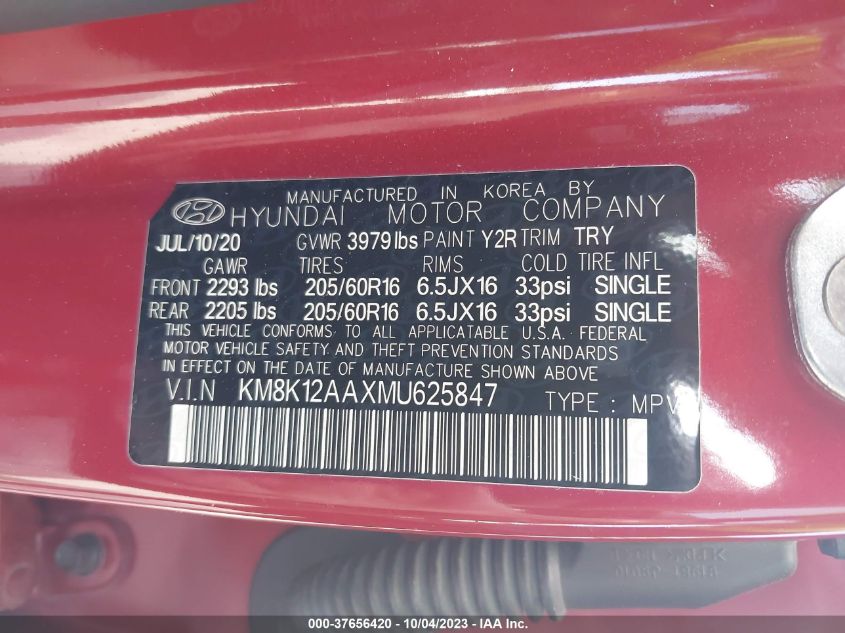 MANUFACTURED IN KOREA BY
HYUNDAI MOTOR COMPANY
JUL/10/20 GVWR 3979 lbs PAINT Y2R TRIM TRY
GAWR TIRES RIMS COLD TIRE INFL
FRONT 2293 lbs 205/60R16 6.5JX16 33psi SINGLE
REAR 2205 lbs 205/60R16 6.5JX16 33psi SINGLE
THIS VEHICLE CONFORMS TO ALL APPLICATABLE U.S.A. FEDERAL
MOTOR VEHICLE SAFETY AND THEFT PREVENTION STANDARDS
IN EFFECT ON THE DATE OF MANUFACTURE SHOWN ABOVE
V.I.N KM8K12AAXMU625847 TYPE : MPV
000-37656420 - 10/04/2023 - Copyright © 2023 IAA, Inc.